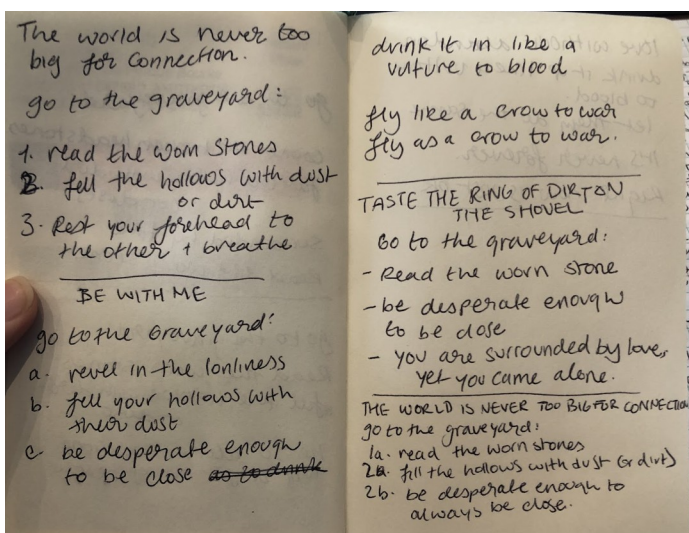 The world is never too
big for connection.
go to the graveyard:
1. read the worn stones
2. fell the hollows with dust
or dirt
3. Rest your forehead to
the other + breathe
BE WITH ME
go to the Graveyard:
a. revel in the lonliness
b. fell your hollows with
their dust
c. be desperate enough
to be close as to drink
drink it in like a
vulture to blood
fly like a crow to war
fly as a crow to war.
TASTE THE RING OF DIRT ON
THE SHOVEL
Go to the graveyard:
- Read the worn stone
- be desperate enough
to be close
- you are surrounded by love,
yet you came alone.
THE WORLD IS NEVER TOO BIG FOR CONNECTION
go to the graveyard:
1a. read the worn stones
2a. fill the hollows with dust (or dirt)
2b. be desperate enough to
always be close.